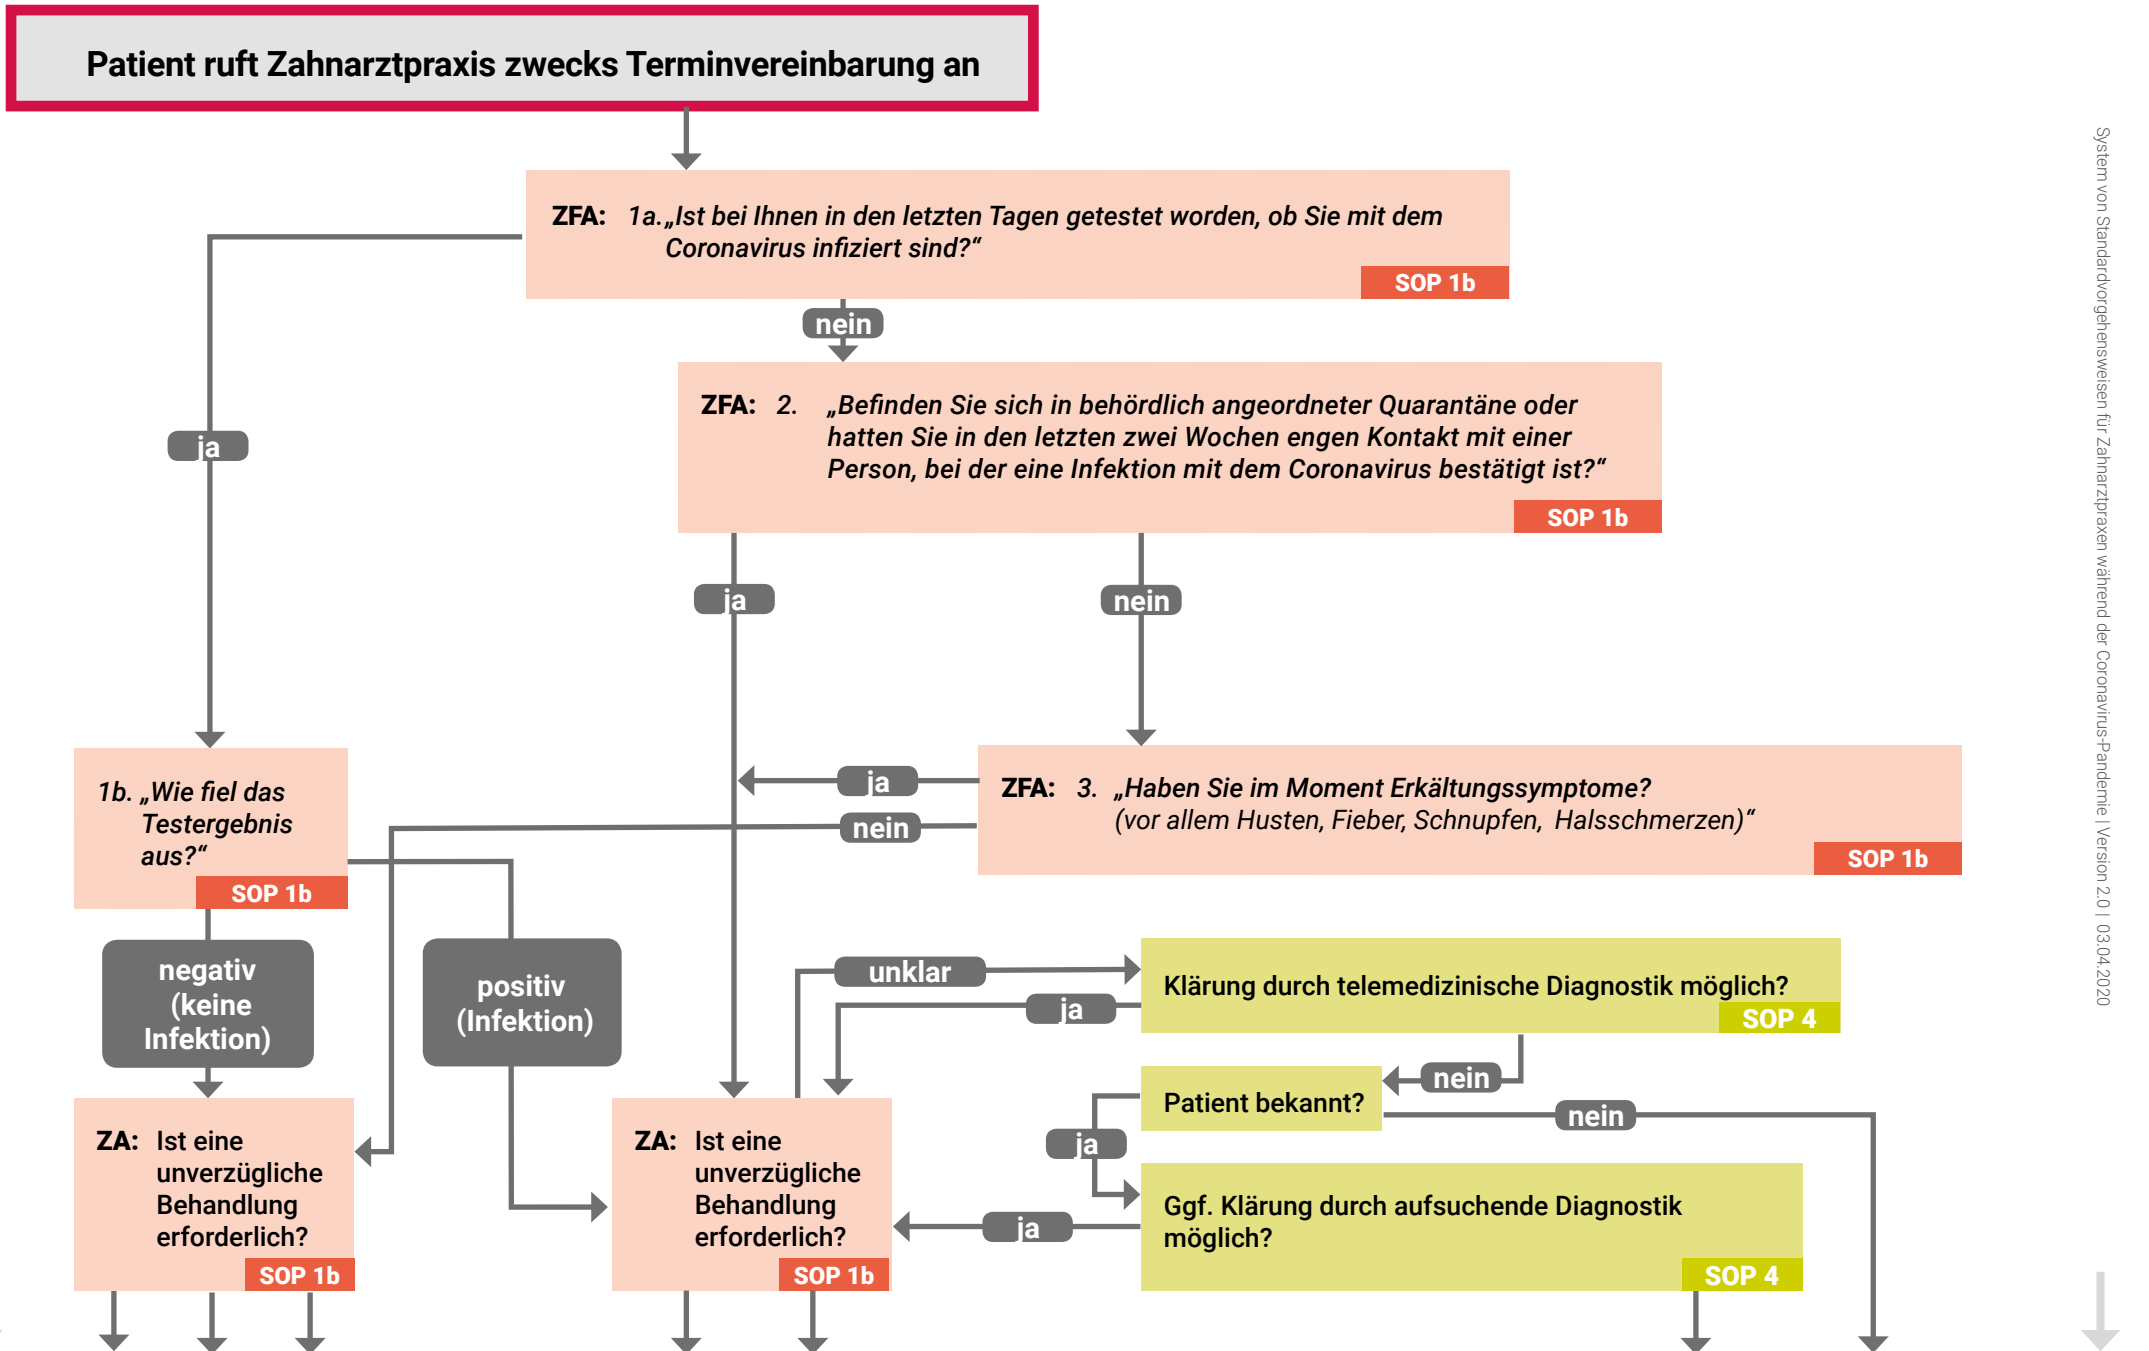 Patient ruft Zahnarztpraxis zwecks Terminvereinbarung an
ZFA: 1a. „Ist bei Ihnen in den letzten Tagen getestet worden, ob Sie mit dem
Coronavirus infiziert sind?“
SOP 1b
nein
ja
ZFA: 2. „Befinden Sie sich in behördlich angeordneter Quarantäne oder
hatten Sie in den letzten zwei Wochen engen Kontakt mit einer
Person, bei der eine Infektion mit dem Coronavirus bestätigt ist?“
SOP 1b
ja
nein
1b. „Wie fiel das
Testergebnis
aus?“
SOP 1b
ja
nein
ZFA: 3. „Haben Sie im Moment Erkältungssymptome?
(vor allem Husten, Fieber, Schnupfen, Halsschmerzen)“
SOP 1b
negativ
(keine
Infektion)
positiv
(Infektion)
unklar
ja
Klärung durch telemedizinische Diagnostik möglich?
SOP 4
nein
Patient bekannt?
nein
ja
ZA: Ist eine
unverzügliche
Behandlung
erforderlich?
SOP 1b
ZA: Ist eine
unverzügliche
Behandlung
erforderlich?
SOP 1b
ja
Ggf. Klärung durch aufsuchende Diagnostik
möglich?
SOP 4
System von Standardvorgehensweisen für Zahnarztpraxen während der Coronavirus-Pandemie | Version 2.0 | 03.04.2020